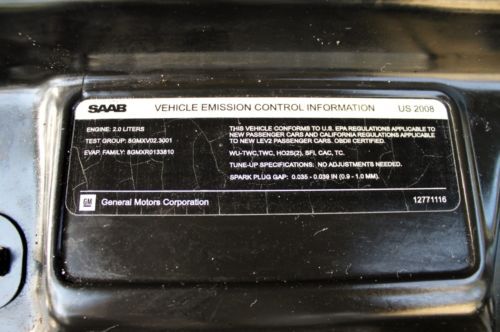 SAAB VEHICLE EMISSION CONTROL INFORMATION US 2008
ENGINE: 2.0 LITERS
TEST GROUP: 8GMXV02.3001
EVAP. FAMILY: 8GMXR0133810
THIS VEHICLE CONFORMS TO U.S. EPA REGULATIONS APPLICABLE TO
NEW PASSENGER CARS AND CALIFORNIA REGULATIONS APPLICABLE
TO NEW LEV2 PASSENGER CARS. OBDII CERTIFIED.
WU-TWC,TWC, HO2S(2), SFI, CAC, TC.
TUNE-UP SPECIFICATIONS: NO ADJUSTMENTS NEEDED.
SPARK PLUG GAP: 0.035 - 0.039 IN (0.9 - 1.0 MM).
GM General Motors Corporation 12771116